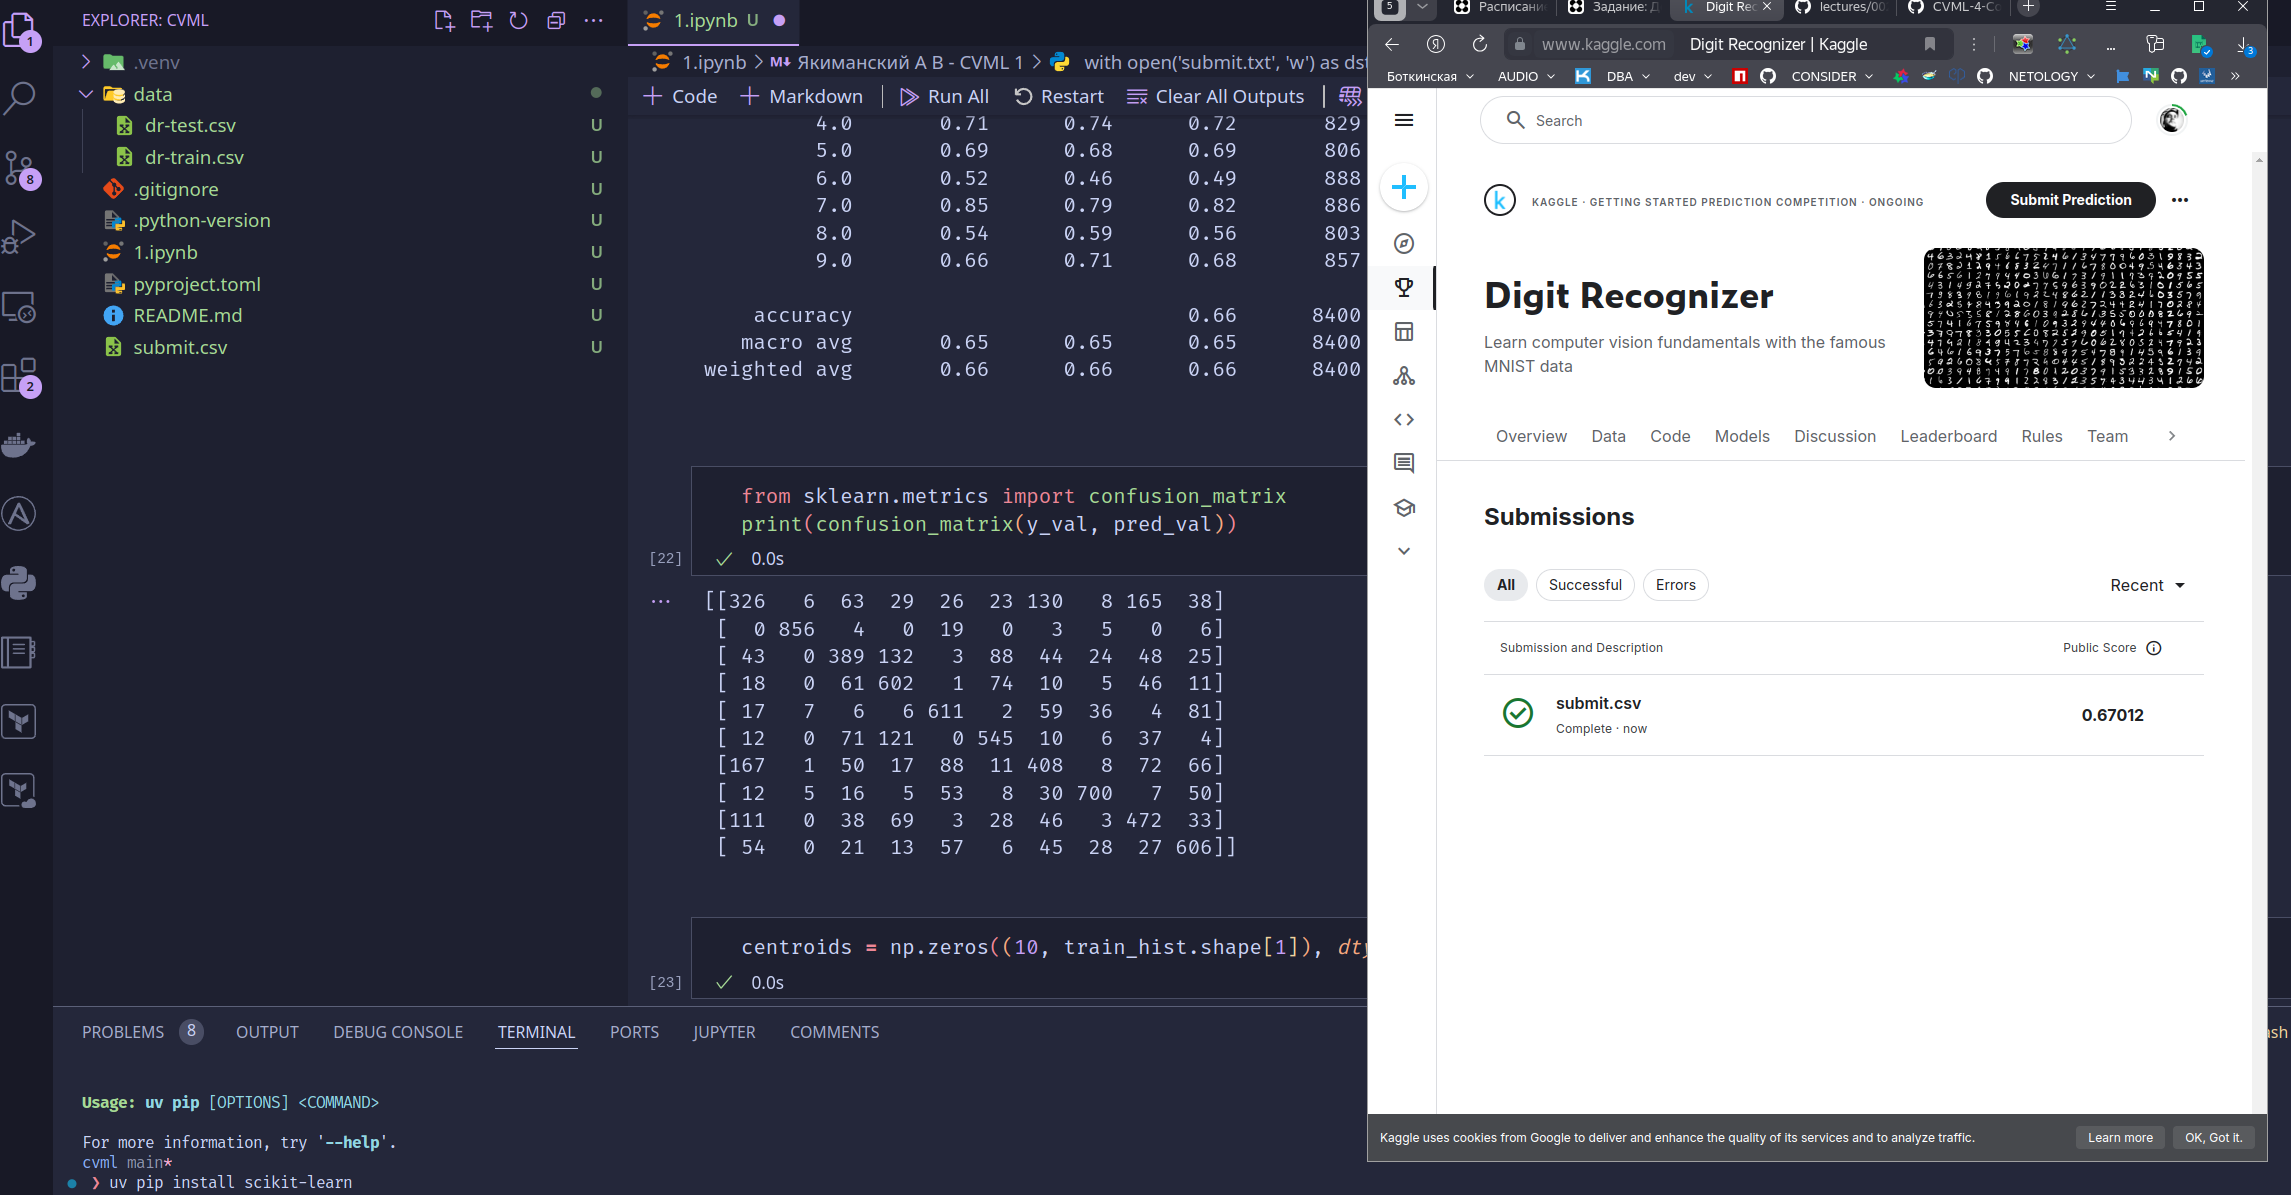 EXPLORER: CVML
.venv
data
dr-test.csv U
dr-train.csv U
.gitignore U
.python-version U
1.ipynb U
pyproject.toml U
README.md U
submit.csv U
1
8
2
1.ipynb U
1.ipynb > M↓ Якиманский А В - CVML 1 > with open('submit.txt', 'w') as dst
Code Markdown Run All Restart Clear All Outputs
4.0 0.71 0.74 0.72 829
5.0 0.69 0.68 0.69 806
6.0 0.52 0.46 0.49 888
7.0 0.85 0.79 0.82 886
8.0 0.54 0.59 0.56 803
9.0 0.66 0.71 0.68 857
accuracy 0.66 8400
macro avg 0.65 0.65 0.65 8400
weighted avg 0.66 0.66 0.66 8400
from sklearn.metrics import confusion_matrix
print(confusion_matrix(y_val, pred_val))
[22] 0.0s
[[326 6 63 29 26 23 130 8 165 38]
[ 0 856 4 0 19 0 3 5 0 6]
[ 43 0 389 132 3 88 44 24 48 25]
[ 18 0 61 602 1 74 10 5 46 11]
[ 17 7 6 6 611 2 59 36 4 81]
[ 12 0 71 121 0 545 10 6 37 4]
[167 1 50 17 88 11 408 8 72 66]
[ 12 5 16 5 53 8 30 700 7 50]
[111 0 38 69 3 28 46 3 472 33]
[ 54 0 21 13 57 6 45 28 27 606]]
centroids = np.zeros((10, train_hist.shape[1]), dty
[23] 0.0s
PROBLEMS 8 OUTPUT DEBUG CONSOLE TERMINAL PORTS JUPYTER COMMENTS
Usage: uv pip [OPTIONS] <COMMAND>
For more information, try '--help'.
cvml main*
❯ uv pip install scikit-learn
5 Расписание Задание: Д Digit Rec lectures/00 CVML-4-Co
www.kaggle.com Digit Recognizer | Kaggle
3
Боткинская AUDIO DBA dev CONSIDER NETOLOGY
Search
KAGGLE · GETTING STARTED PREDICTION COMPETITION · ONGOING
Submit Prediction
Digit Recognizer
Learn computer vision fundamentals with the famous
MNIST data
Overview Data Code Models Discussion Leaderboard Rules Team
Submissions
All Successful Errors
Recent
Submission and Description Public Score
submit.csv
Complete · now
0.67012
Kaggle uses cookies from Google to deliver and enhance the quality of its services and to analyze traffic.
Learn more OK, Got it.